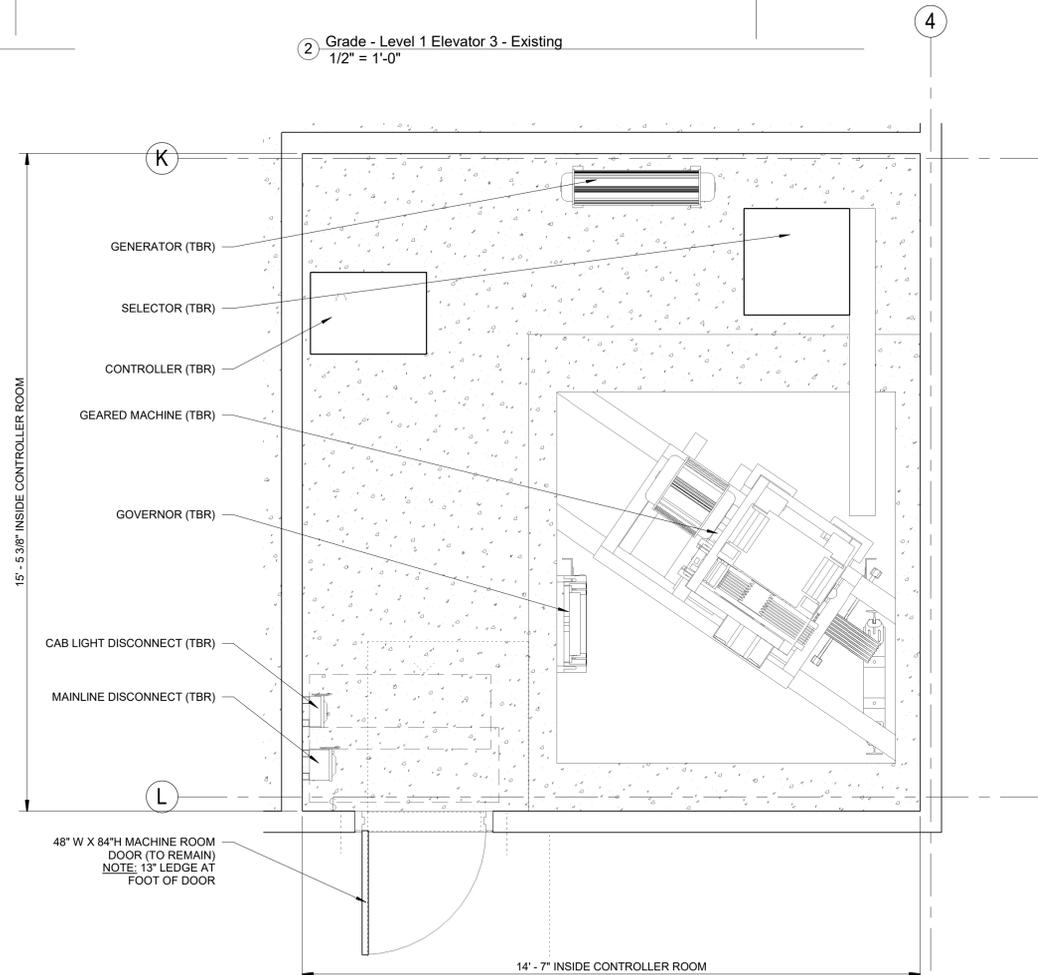 4
2 Grade - Level 1 Elevator 3 - Existing
1/2" = 1'-0"
K
GENERATOR (TBR)
SELECTOR (TBR)
CONTROLLER (TBR)
GEARED MACHINE (TBR)
15' - 5 3/8" INSIDE CONTROLLER ROOM
GOVERNOR (TBR)
CAB LIGHT DISCONNECT (TBR)
MAINLINE DISCONNECT (TBR)
L
48" W X 84"H MACHINE ROOM
DOOR (TO REMAIN)
NOTE: 13" LEDGE AT
FOOT OF DOOR
14' - 7" INSIDE CONTROLLER ROOM